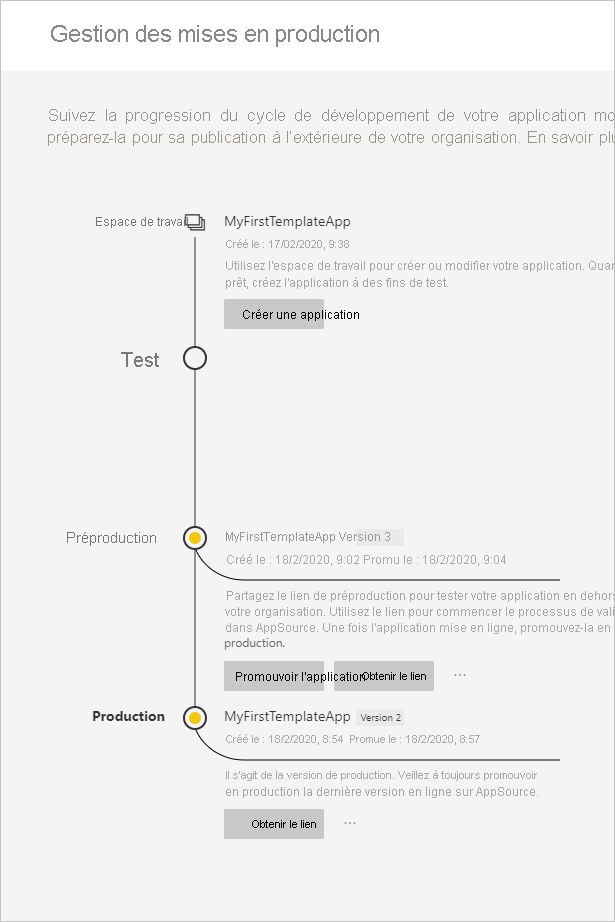 Gestion des mises en production
Suivez la progression du cycle de développement de votre application
préparez-la pour sa publication à l'extérieure de votre organisation. En savoir
Espace de travail
MyFirstTemplateApp
Créé le : 17/02/2020, 9:38
Utilisez l'espace de travail pour créer ou modifier votre application.
prêt, créez l'application à des fins de test.
Créer une application
Test
Préproduction
MyFirstTemplateApp Version 3
Créé le : 18/2/2020, 9:02 Promu le : 18/2/2020, 9:04
Partagez le lien de préproduction pour tester votre application en
votre organisation. Utilisez le lien pour commencer le processus de
dans AppSource. Une fois l'application mise en ligne, promouvez-la en
production.
Promouvoir l'application
Obtenir le lien
...
Production
MyFirstTemplateApp Version 2
Créé le : 18/2/2020, 8:54 Promue le : 18/2/2020, 8:57
Il s'agit de la version de production. Veillez à toujours promouvoir
en production la dernière version en ligne sur AppSource.
Obtenir le lien
...